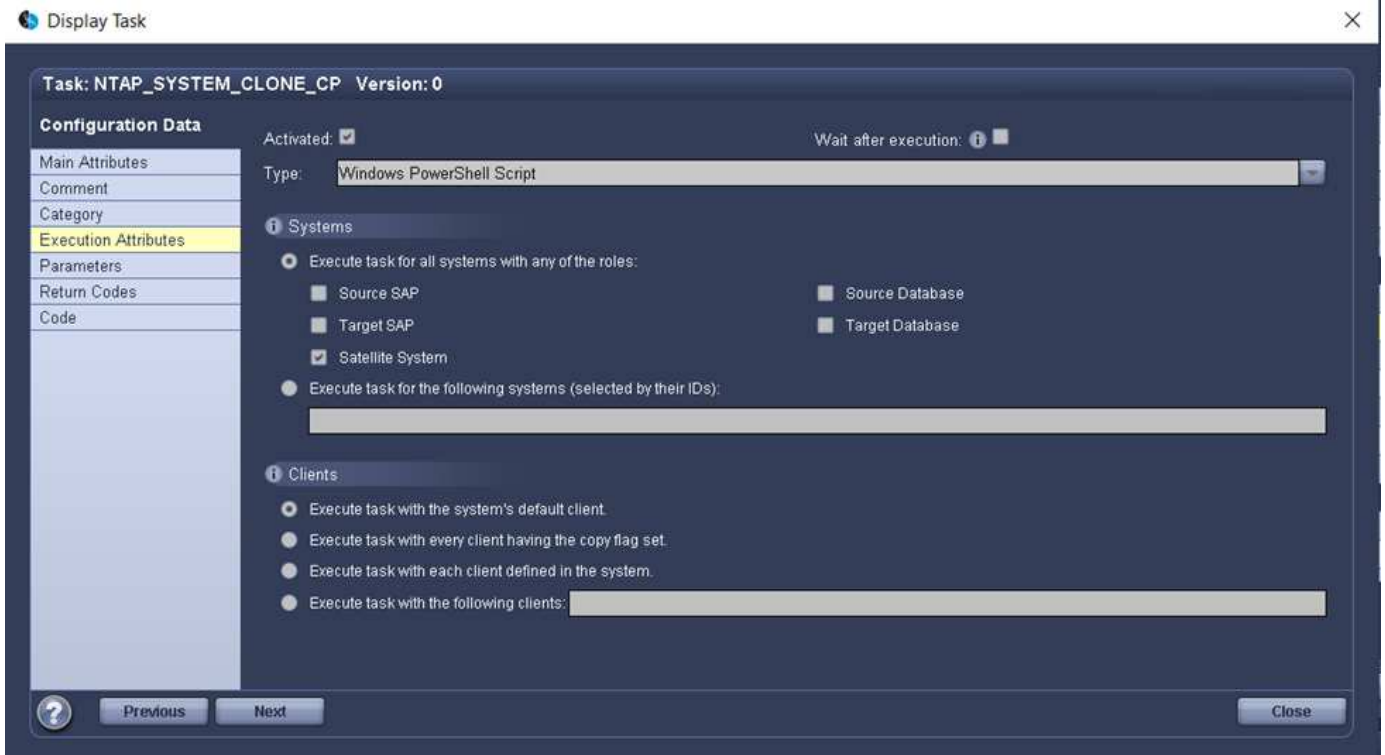 Display Task
Task: NTAP_SYSTEM_CLONE_CP Version: 0
Configuration Data
Main Attributes
Comment
Category
Execution Attributes
Parameters
Return Codes
Code
Activated:
Wait after execution:
Type: Windows PowerShell Script
Systems
Execute task for all systems with any of the roles:
Source SAP
Source Database
Target SAP
Target Database
Satellite System
Execute task for the following systems (selected by their IDs):
Clients
Execute task with the system's default client.
Execute task with every client having the copy flag set.
Execute task with each client defined in the system.
Execute task with the following clients:
? Previous Next Close